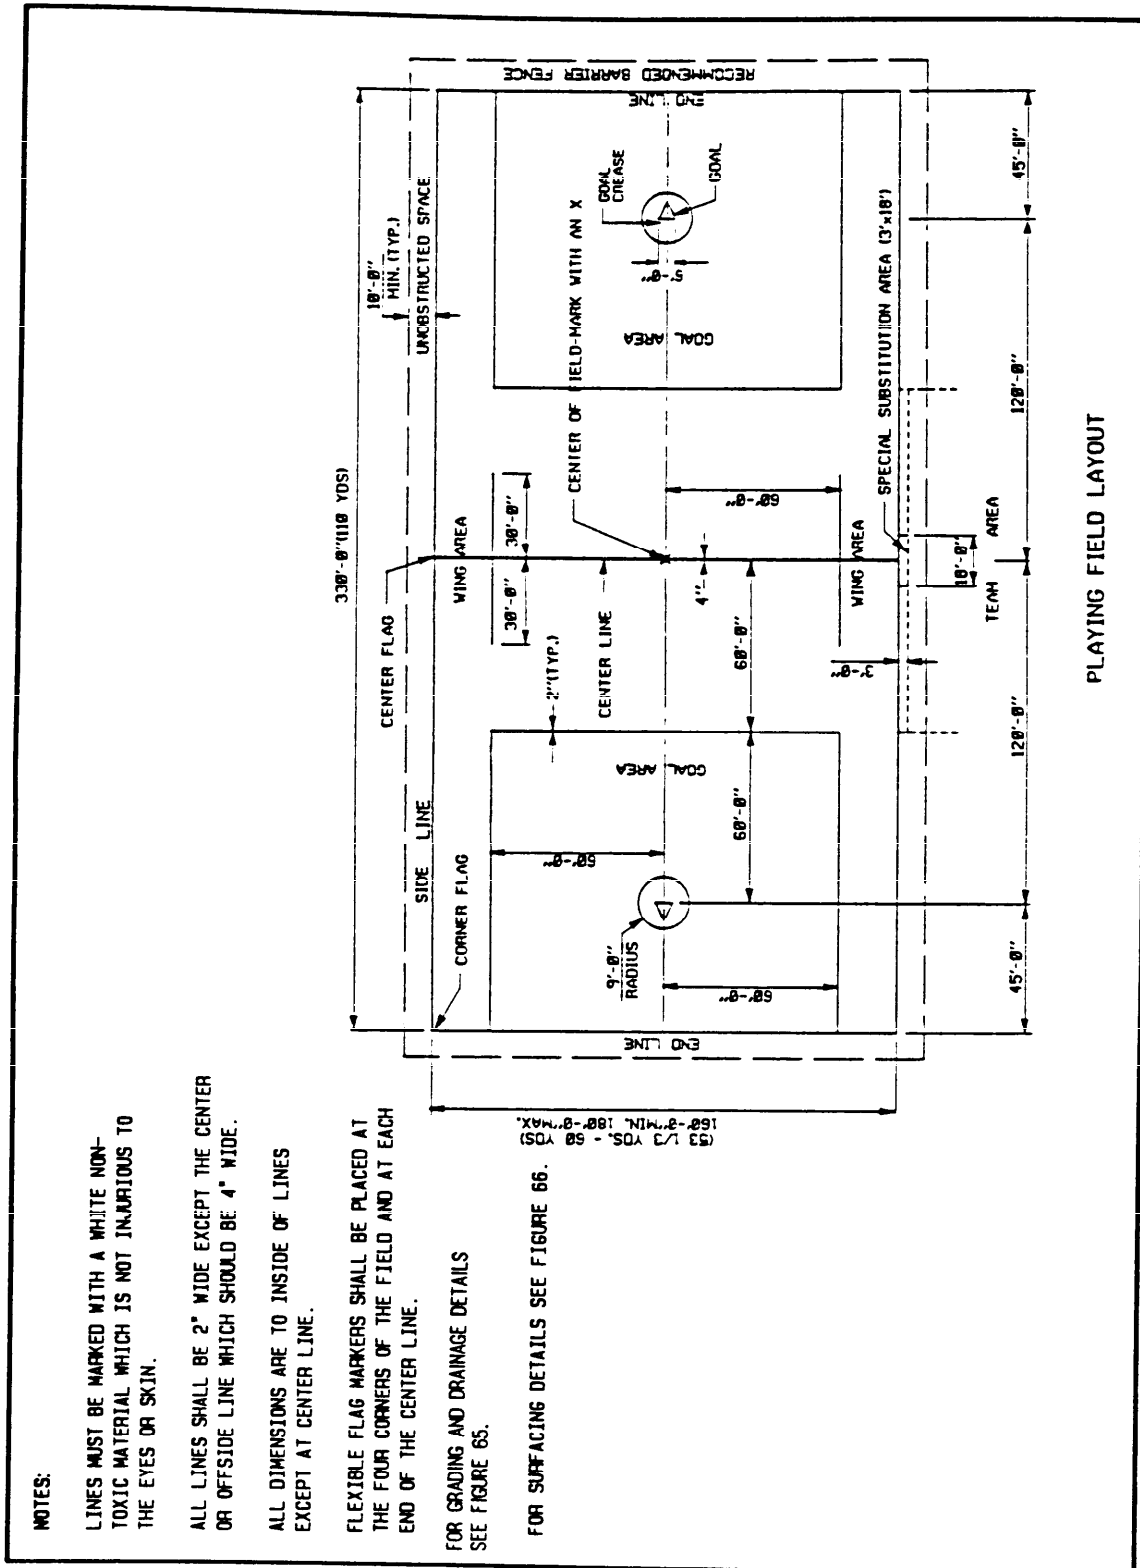 NOTES:
LINES MUST BE MARKED WITH A WHITE NON-
TOXIC MATERIAL WHICH IS NOT INJURIOUS TO
THE EYES OR SKIN.
ALL LINES SHALL BE 2" WIDE EXCEPT THE CENTER
OR OFFSIDE LINE WHICH SHOULD BE 4" WIDE.
ALL DIMENSIONS ARE TO INSIDE OF LINES
EXCEPT AT CENTER LINE.
FLEXIBLE FLAG MARKERS SHALL BE PLACED AT
THE FOUR CORNERS OF THE FIELD AND AT EACH
END OF THE CENTER LINE.
FOR GRADING AND DRAINAGE DETAILS
SEE FIGURE 65.
FOR SURFACING DETAILS SEE FIGURE 66.
330'-0"(110 YDS)
CENTER FLAG
10'-0"
MIN.(TYP.)
SIDE LINE
UNOBSTRUCTED SPACE
CORNER FLAG
WING AREA
30'-0"
30'-0"
2"(TYP.)
CENTER LINE
CENTER OF FIELD-MARK WITH AN X
GOAL
CREASE
GOAL
5'-0"
9'-0"
RADIUS
60'-0"
60'-0"
GOAL AREA
GOAL AREA
END LINE
END LINE
RECOMMENDED BARRIER FENCE
4"
60'-0"
60'-0"
60'-0"
WING AREA
3'-0"
SPECIAL SUBSTITUTION AREA (3'x18')
18'-0"
TEAM AREA
45'-0"
120'-0"
120'-0"
45'-0"
(53 1/3 YDS. - 60 YDS)
160'-0"MIN. 180'-0"MAX.
PLAYING FIELD LAYOUT